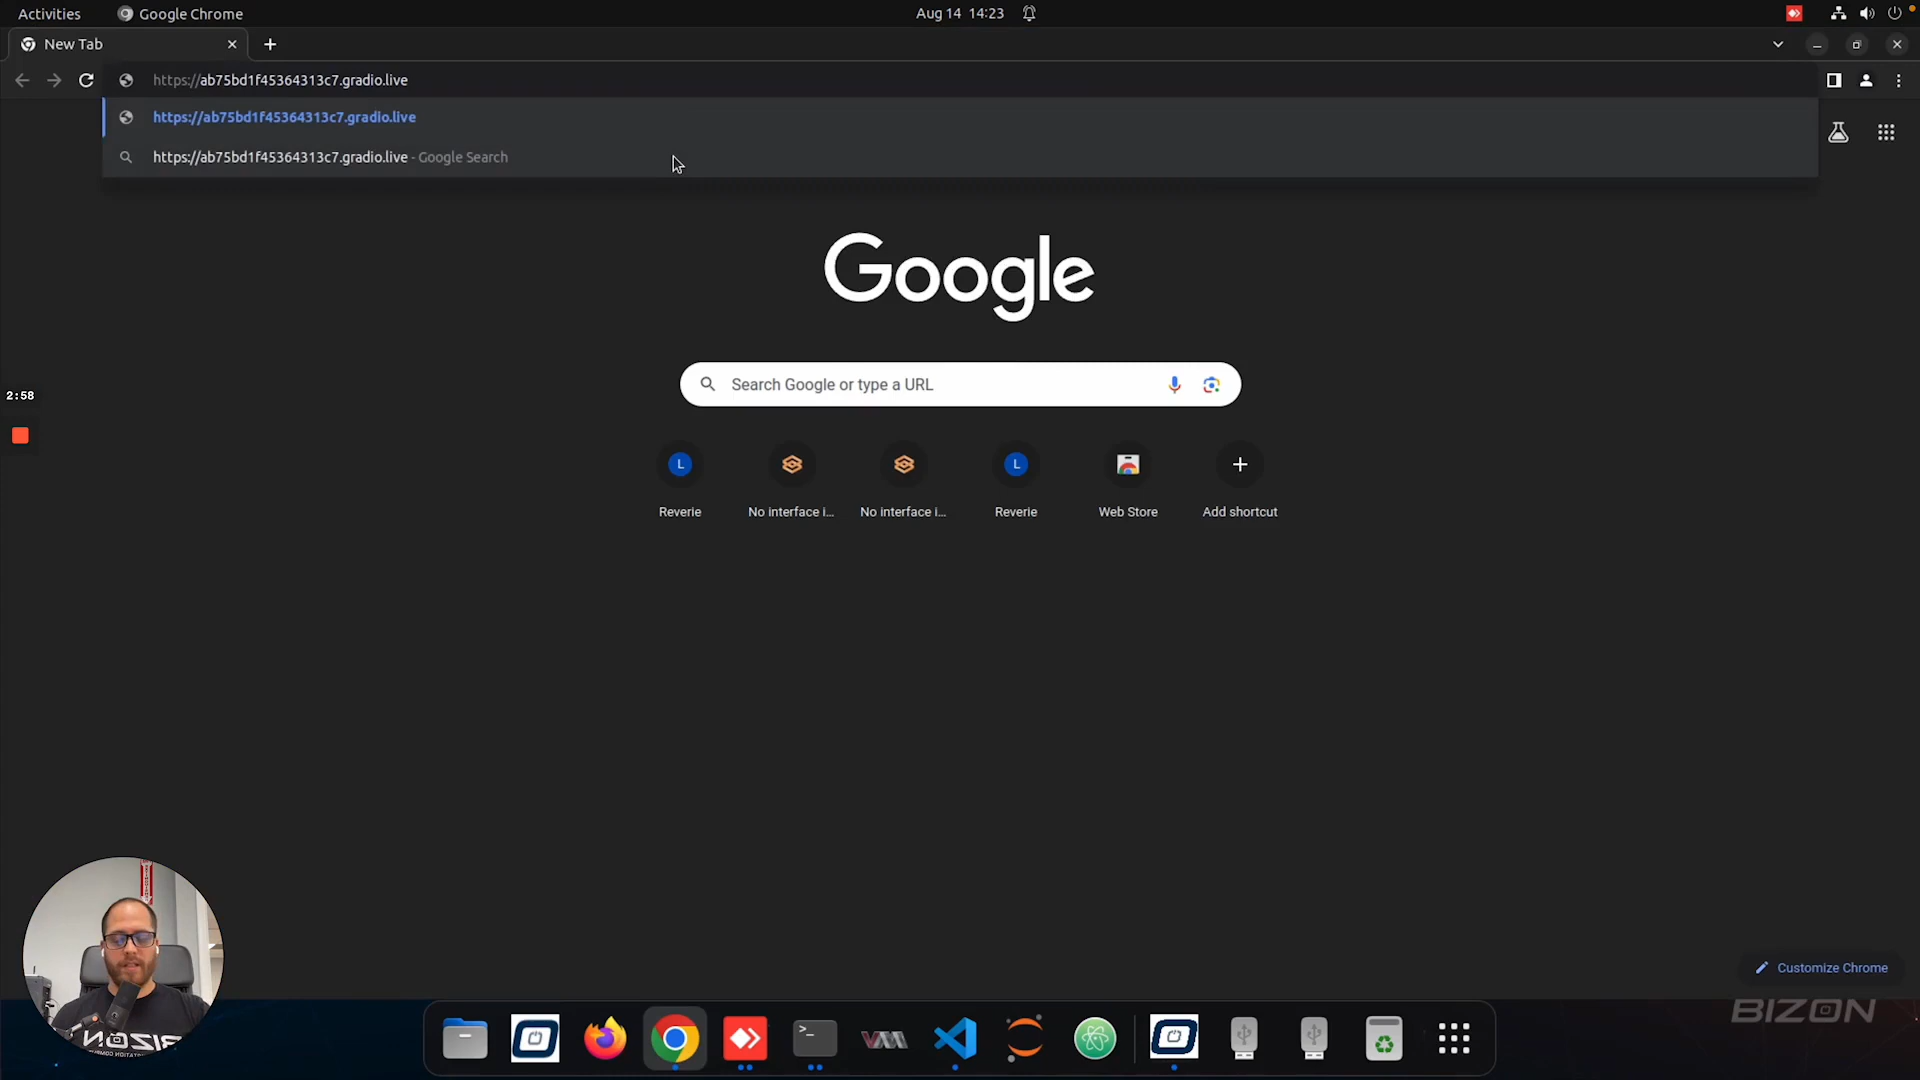 Activities
Google Chrome
Aug 14 14:23
New Tab
https://ab75bd1f45364313c7.gradio.live
https://ab75bd1f45364313c7.gradio.live
https://ab75bd1f45364313c7.gradio.live - Google Search
Google
Search Google or type a URL
2:58
L
L
Reverie
No interface i...
No interface i...
Reverie
Web Store
Add shortcut
Customize Chrome
BIZON
BIZON